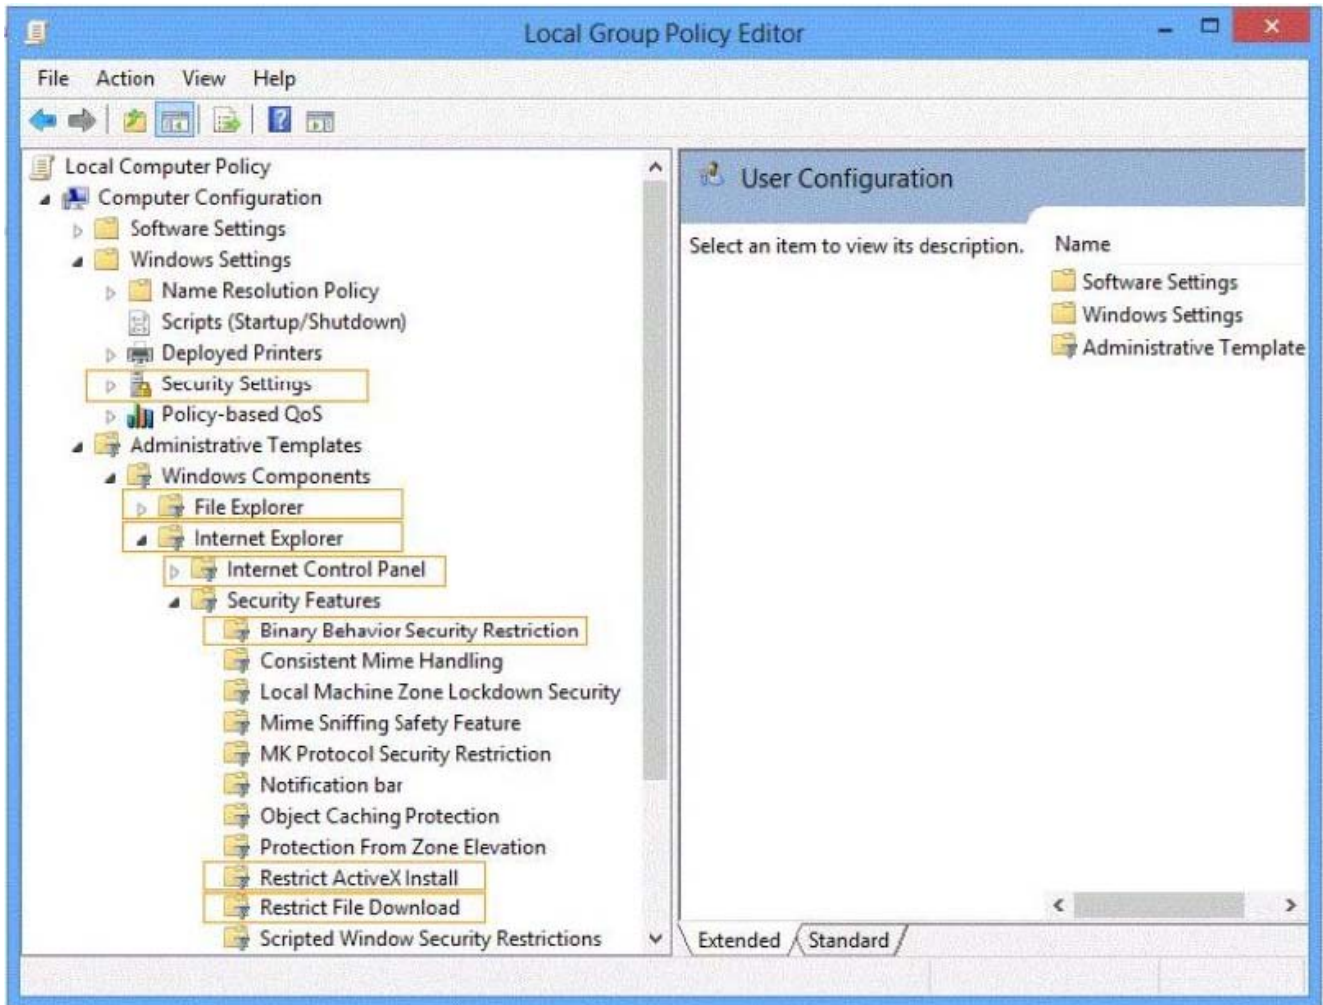 Local Group Policy Editor
File Action View Help
Local Computer Policy
Computer Configuration
Software Settings
Windows Settings
Name Resolution Policy
Scripts (Startup/Shutdown)
Deployed Printers
Security Settings
Policy-based QoS
Administrative Templates
Windows Components
File Explorer
Internet Explorer
Internet Control Panel
Security Features
Binary Behavior Security Restriction
Consistent Mime Handling
Local Machine Zone Lockdown Security
Mime Sniffing Safety Feature
MK Protocol Security Restriction
Notification bar
Object Caching Protection
Protection From Zone Elevation
Restrict ActiveX Install
Restrict File Download
Scripted Window Security Restrictions
User Configuration
Select an item to view its description.
Name
Software Settings
Windows Settings
Administrative Template
Extended Standard